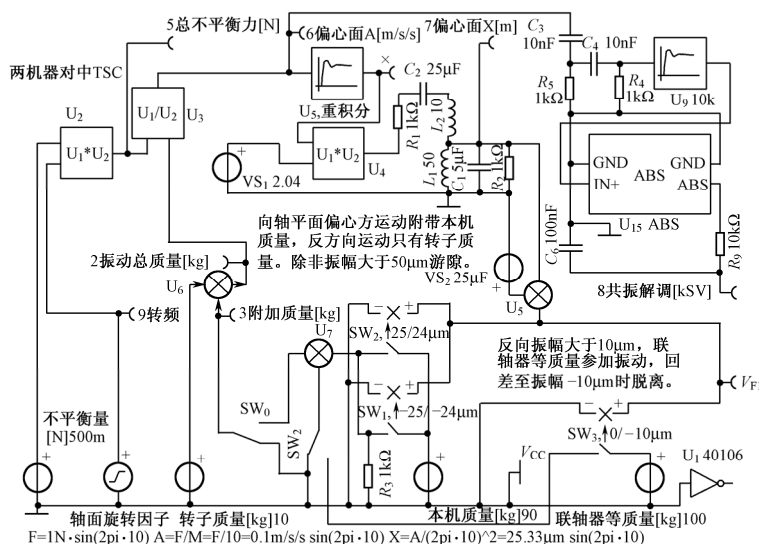 5总不平衡力[N]
6偏心面A[m/s/s]
7偏心面X[m]
C3
10nF
C4 10nF
两机器对中TSC
U2
U1/U2
U3
U1*U2
×
C2 25μF
U5,重积分
R1 1kΩ
L2 10
U1*U2
U4
VS1 2.04
L1 50
C1 5μF
R2 1kΩ
R5
1kΩ
R4
1kΩ
U9 10k
GND
GND
ABS
IN+
ABS
U15 ABS
C6 100nF
R9 10kΩ
8共振解调[kSV]
向轴平面偏心方运动附带本机
质量，反方向运动只有转子质
量。除非振幅大于50μm游隙。
VS2 25μF
U5
2振动总质量[kg]
U6
9转频
3附加质量[kg]
U7
SW2,
25/24μm
SW1,
−25/−24μm
SW0
SW2
R3 1kΩ
反向振幅大于10μm，联
轴器等质量参加振动，回
差至振幅−10μm时脱离。
VF1
SW3,
10/−10μm
VCC
U1 40106
不平衡量
[N]500m
轴面旋转因子
转子质量[kg]10
本机质量[kg]90
联轴器等质量[kg]100
F=1N·sin(2pi·10) A=F/M=F/10=0.1m/s/s sin(2pi·10) X=A/(2pi·10)^2=25.33μm sin(2pi·10)